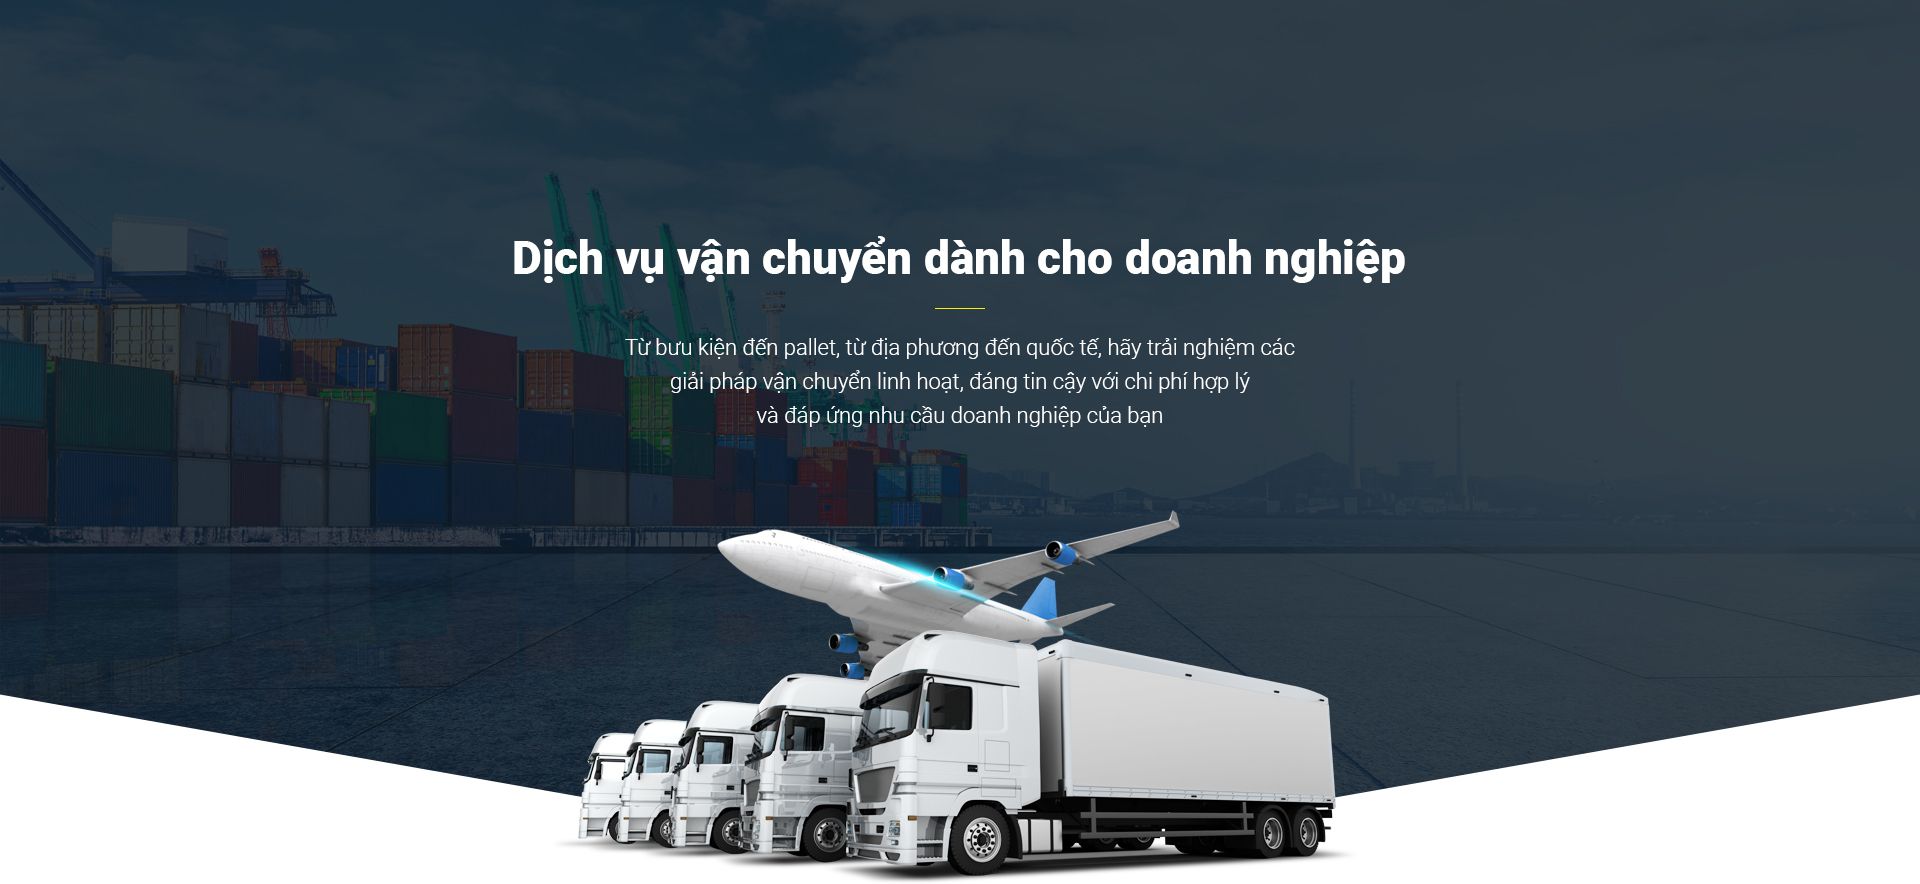 Dịch vụ vận chuyển dành cho doanh nghiệp
Từ bưu kiện đến pallet, từ địa phương đến quốc tế, hãy trải nghiệm các
giải pháp vận chuyển linh hoạt, đáng tin cậy với chi phí hợp lý
và đáp ứng nhu cầu doanh nghiệp của bạn